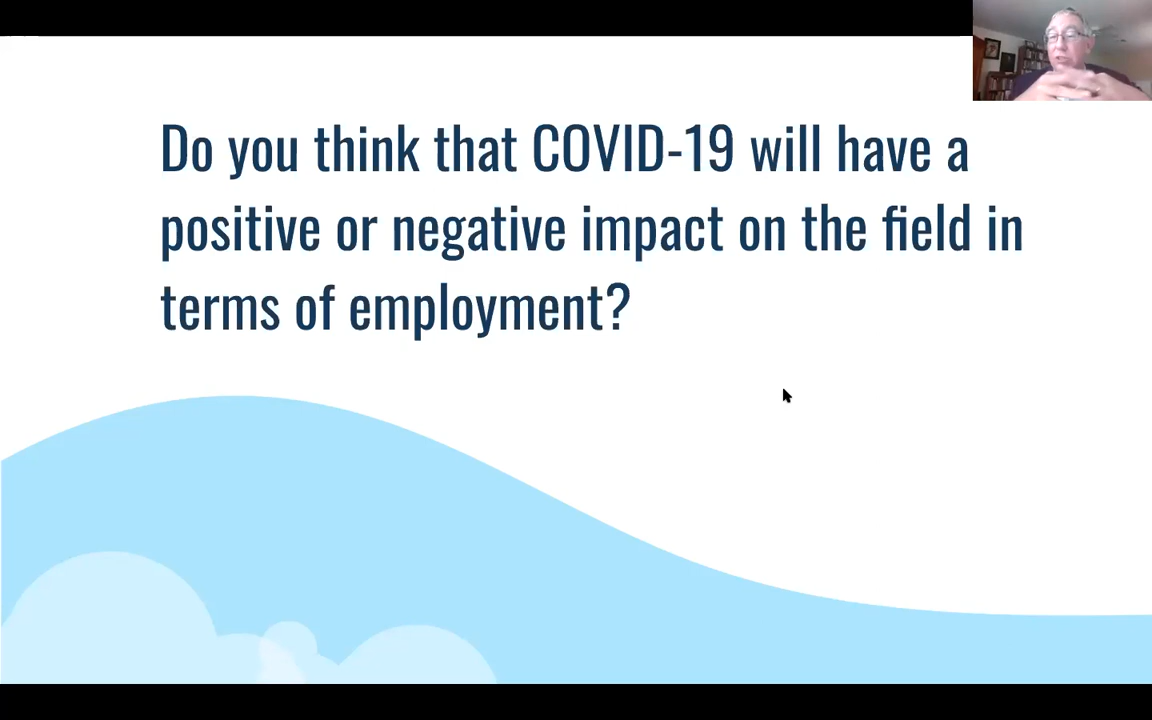 Do you think that COVID-19 will have a
positive or negative impact on the field in
terms of employment?